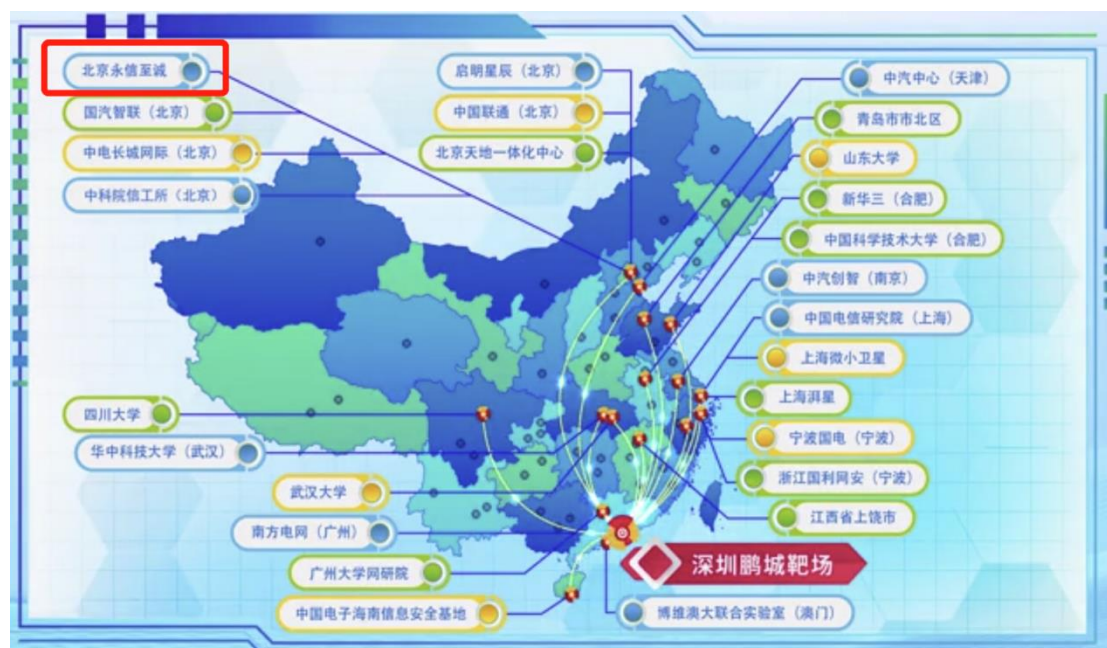 北京永信至诚
国汽智联（北京）
中电长城网际（北京）
中科院信工所（北京）
启明星辰（北京）
中国联通（北京）
北京天地一体化中心
中汽中心（天津）
青岛市市北区
山东大学
新华三（合肥）
中国科学技术大学（合肥）
中汽创智（南京）
中国电信研究院（上海）
上海微小卫星
上海湃星
宁波国电（宁波）
浙江国利网安（宁波）
江西省上饶市
四川大学
华中科技大学（武汉）
武汉大学
南方电网（广州）
广州大学网研院
中国电子海南信息安全基地
深圳鹏城靶场
博维澳大联合实验室（澳门）